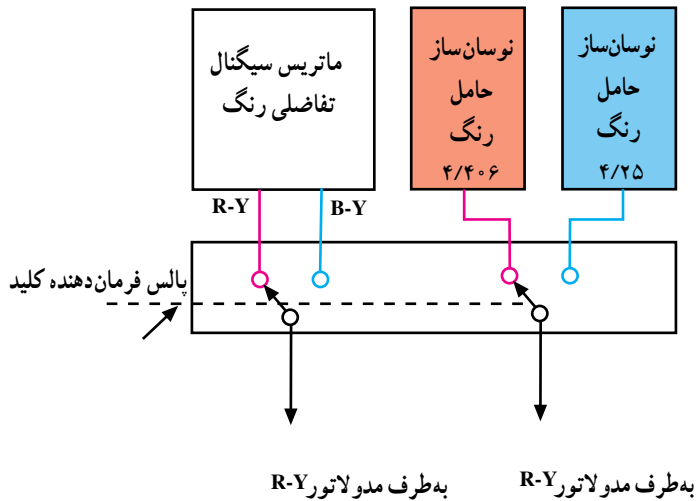 نوسان‌ساز
حامل
رنگ
۴/۲۵
نوسان‌ساز
حامل
رنگ
۴/۴۰۶
ماتریس سیگنال
تفاضلی رنگ
R-Y
B-Y
پالس فرمان‌دهنده کلید
به‌طرف مدولاتور R-Y
به‌طرف مدولاتور R-Y